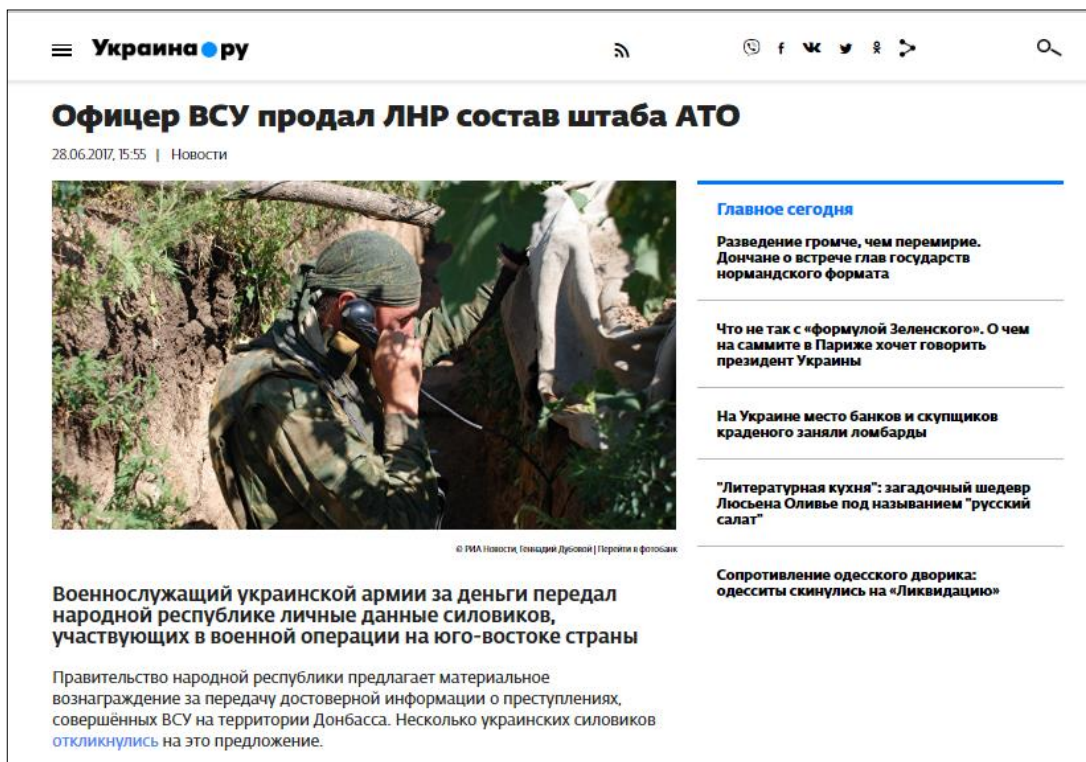 Украина ру
Офицер ВСУ продал ЛНР состав штаба АТО
28.06.2017, 15:55 | Новости
© РИА Новости, Геннадий Дубовой | Перейти в фотобанк
Военнослужащий украинской армии за деньги передал
народной республике личные данные силовиков,
участвующих в военной операции на юго-востоке страны
Правительство народной республики предлагает материальное
вознаграждение за передачу достоверной информации о преступлениях,
совершённых ВСУ на территории Донбасса. Несколько украинских силовиков
откликнулись на это предложение.
Главное сегодня
Разведение громче, чем перемирие.
Дончане о встрече глав государств
нормандского формата
Что не так с «формулой Зеленского». О чем
на саммите в Париже хочет говорить
президент Украины
На Украине место банков и скупщиков
краденого заняли ломбарды
"Литературная кухня": загадочный шедевр
Люсьена Оливье под называнием "русский
салат"
Сопротивление одесского дворика:
одесситы скинулись на «Ликвидацию»